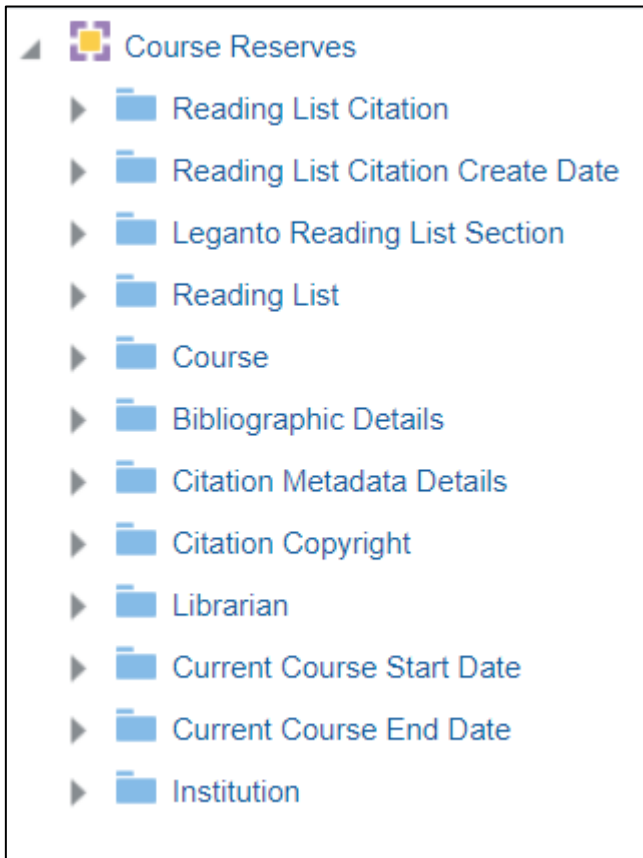 Course Reserves
Reading List Citation
Reading List Citation Create Date
Leganto Reading List Section
Reading List
Course
Bibliographic Details
Citation Metadata Details
Citation Copyright
Librarian
Current Course Start Date
Current Course End Date
Institution